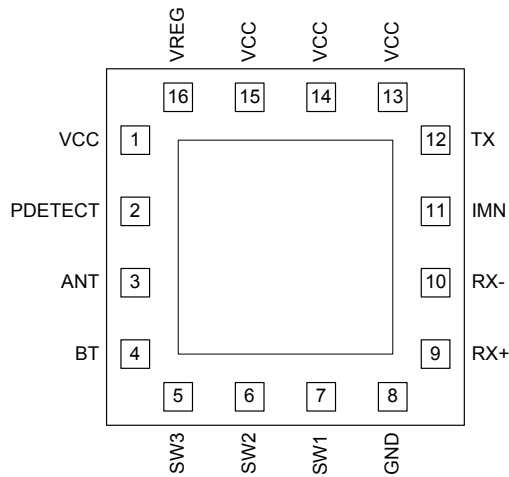 VREG VCC VCC VCC
16 15 14 13
VCC 1 12 TX
PDETECT 2 11 IMN
ANT 3 10 RX-
BT 4 9 RX+
5 6 7 8
SW3 SW2 SW1 GND